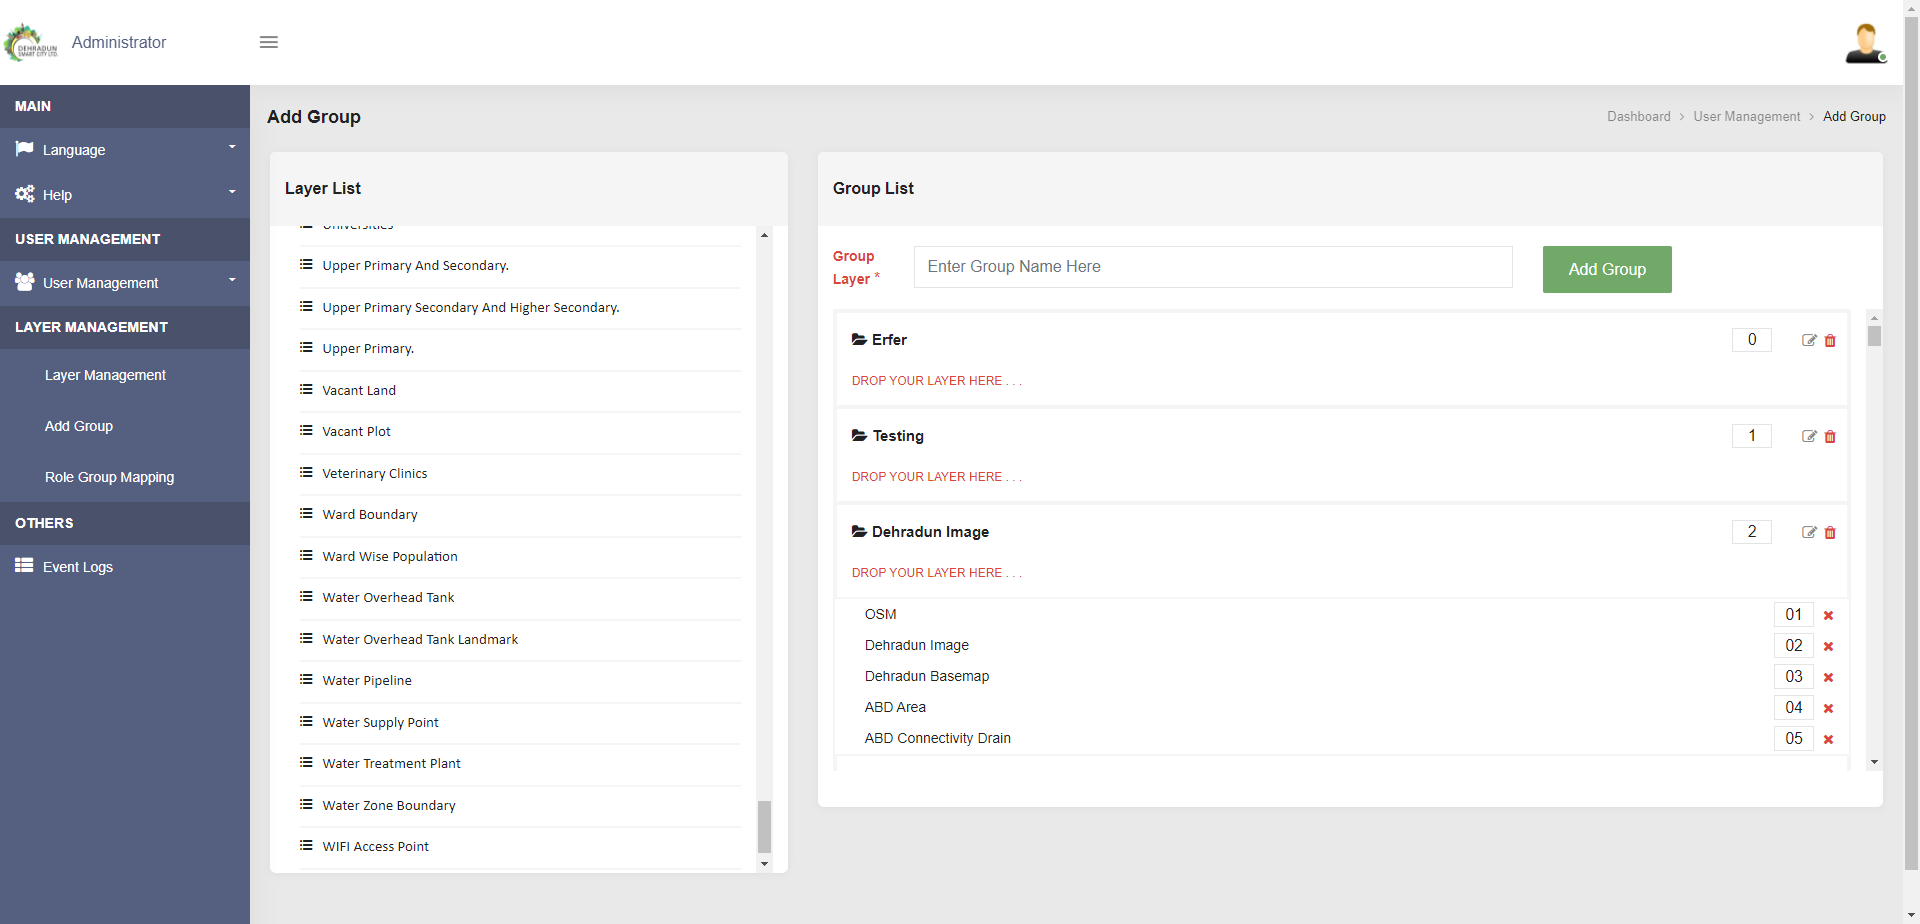 DEHRADUN
SMART CITY LTD.
Administrator
MAIN
Language
Help
USER MANAGEMENT
User Management
LAYER MANAGEMENT
Layer Management
Add Group
Role Group Mapping
OTHERS
Event Logs
Add Group
Dashboard > User Management > Add Group
Layer List
Universities
Upper Primary And Secondary.
Upper Primary Secondary And Higher Secondary.
Upper Primary.
Vacant Land
Vacant Plot
Veterinary Clinics
Ward Boundary
Ward Wise Population
Water Overhead Tank
Water Overhead Tank Landmark
Water Pipeline
Water Supply Point
Water Treatment Plant
Water Zone Boundary
WIFI Access Point
Group List
Group
Layer *
Enter Group Name Here
Add Group
Erfer 0
DROP YOUR LAYER HERE . . .
Testing 1
DROP YOUR LAYER HERE . . .
Dehradun Image 2
DROP YOUR LAYER HERE . . .
OSM 01
Dehradun Image 02
Dehradun Basemap 03
ABD Area 04
ABD Connectivity Drain 05